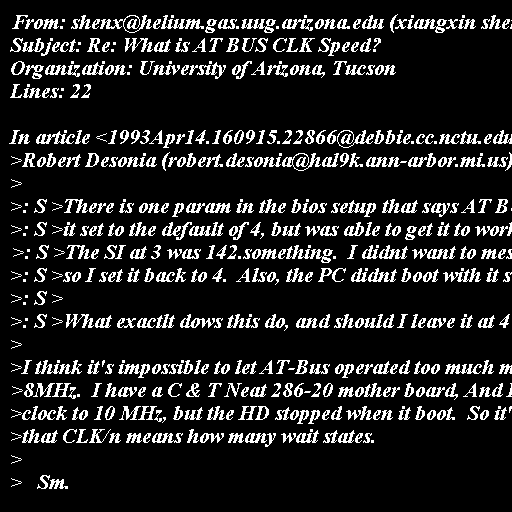 From: shenx@helium.gas.uug.arizona.edu (xiangxin she
Subject: Re: What is AT BUS CLK Speed?
Organization: University of Arizona, Tucson
Lines: 22

In article <1993Apr14.160915.22866@debbie.cc.nctu.edu
>Robert Desonia (robert.desonia@hal9k.ann-arbor.mi.us)
>
>: S >There is one param in the bios setup that says AT B
>: S >it set to the default of 4, but was able to get it to work
>: S >The SI at 3 was 142.something.  I didnt want to mes
>: S >so I set it back to 4.  Also, the PC didnt boot with it s
>: S >
>: S >What exactlt dows this do, and should I leave it at 4
>
>I think it's impossible to let AT-Bus operated too much m
>8MHz.  I have a C & T Neat 286-20 mother board, And I
>clock to 10 MHz, but the HD stopped when it boot.  So it'
>that CLK/n means how many wait states.
>
>   Sm.